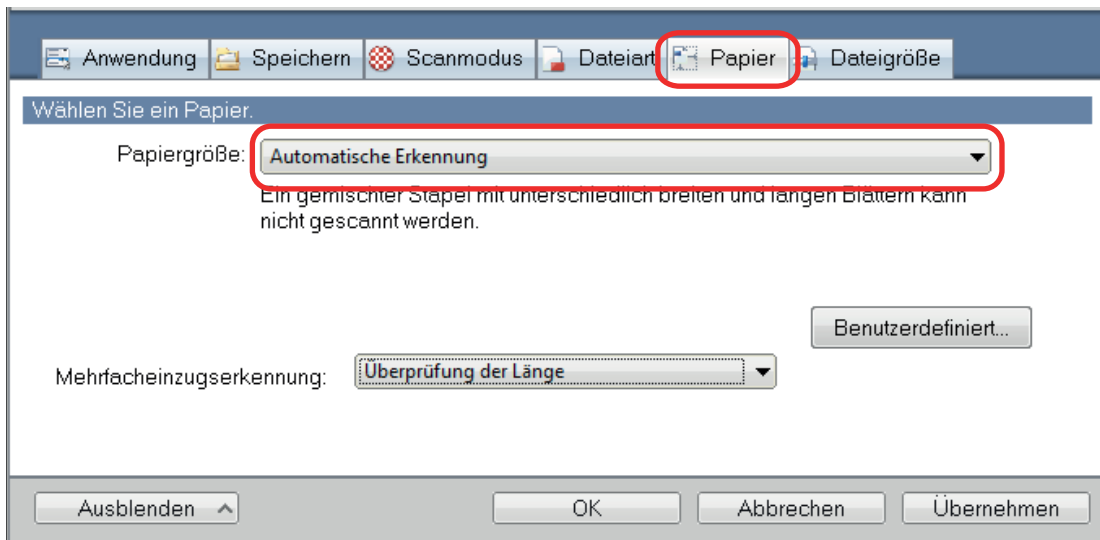 Anwendung Speichern Scanmodus Dateiart Papier Dateigröße
Wählen Sie ein Papier.
Papiergröße: Automatische Erkennung
Ein gemischter Stapel mit unterschiedlich breiten und langen Blättern kann
nicht gescannt werden.
Benutzerdefiniert...
Mehrfacheinzugserkennung: Überprüfung der Länge
Ausblenden OK Abbrechen Übernehmen